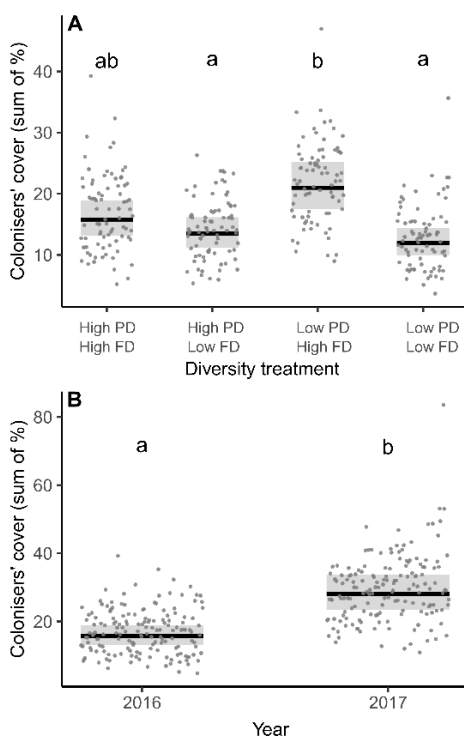 A
ab a b a
Colonisers' cover (sum of %)
40
30
20
10
High PD High PD Low PD Low PD
High FD Low FD High FD Low FD
Diversity treatment
B
a b
Colonisers' cover (sum of %)
80
60
40
20
2016 2017
Year